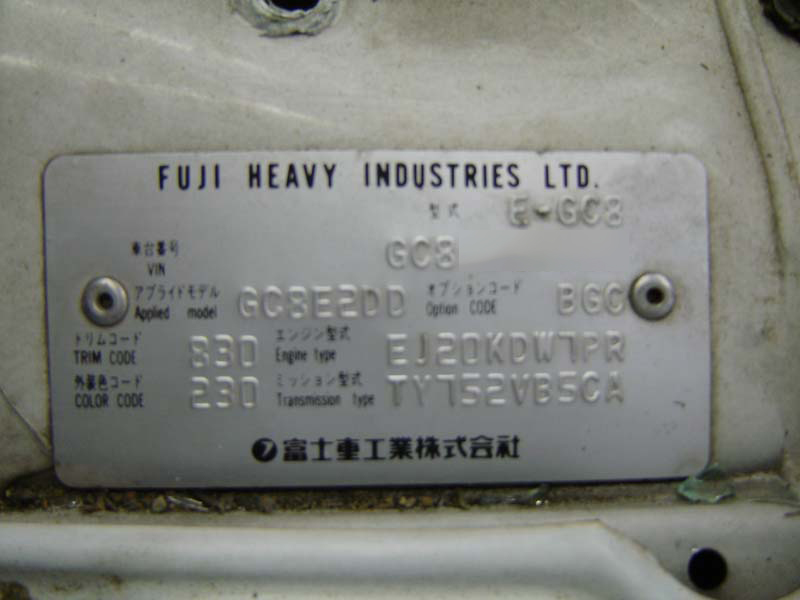 FUJI HEAVY INDUSTRIES LTD.
型式 E-GC8
車台番号 VIN GC8
アプライドモデル Applied model GC8E2DD オプションコード Option CODE BGC
トリムコード TRIM CODE 830 エンジン型式 Engine type EJ20KDW7PR
外装色コード COLOR CODE 230 ミッション型式 Transmission type TY752VB5CA
富士重工業株式会社